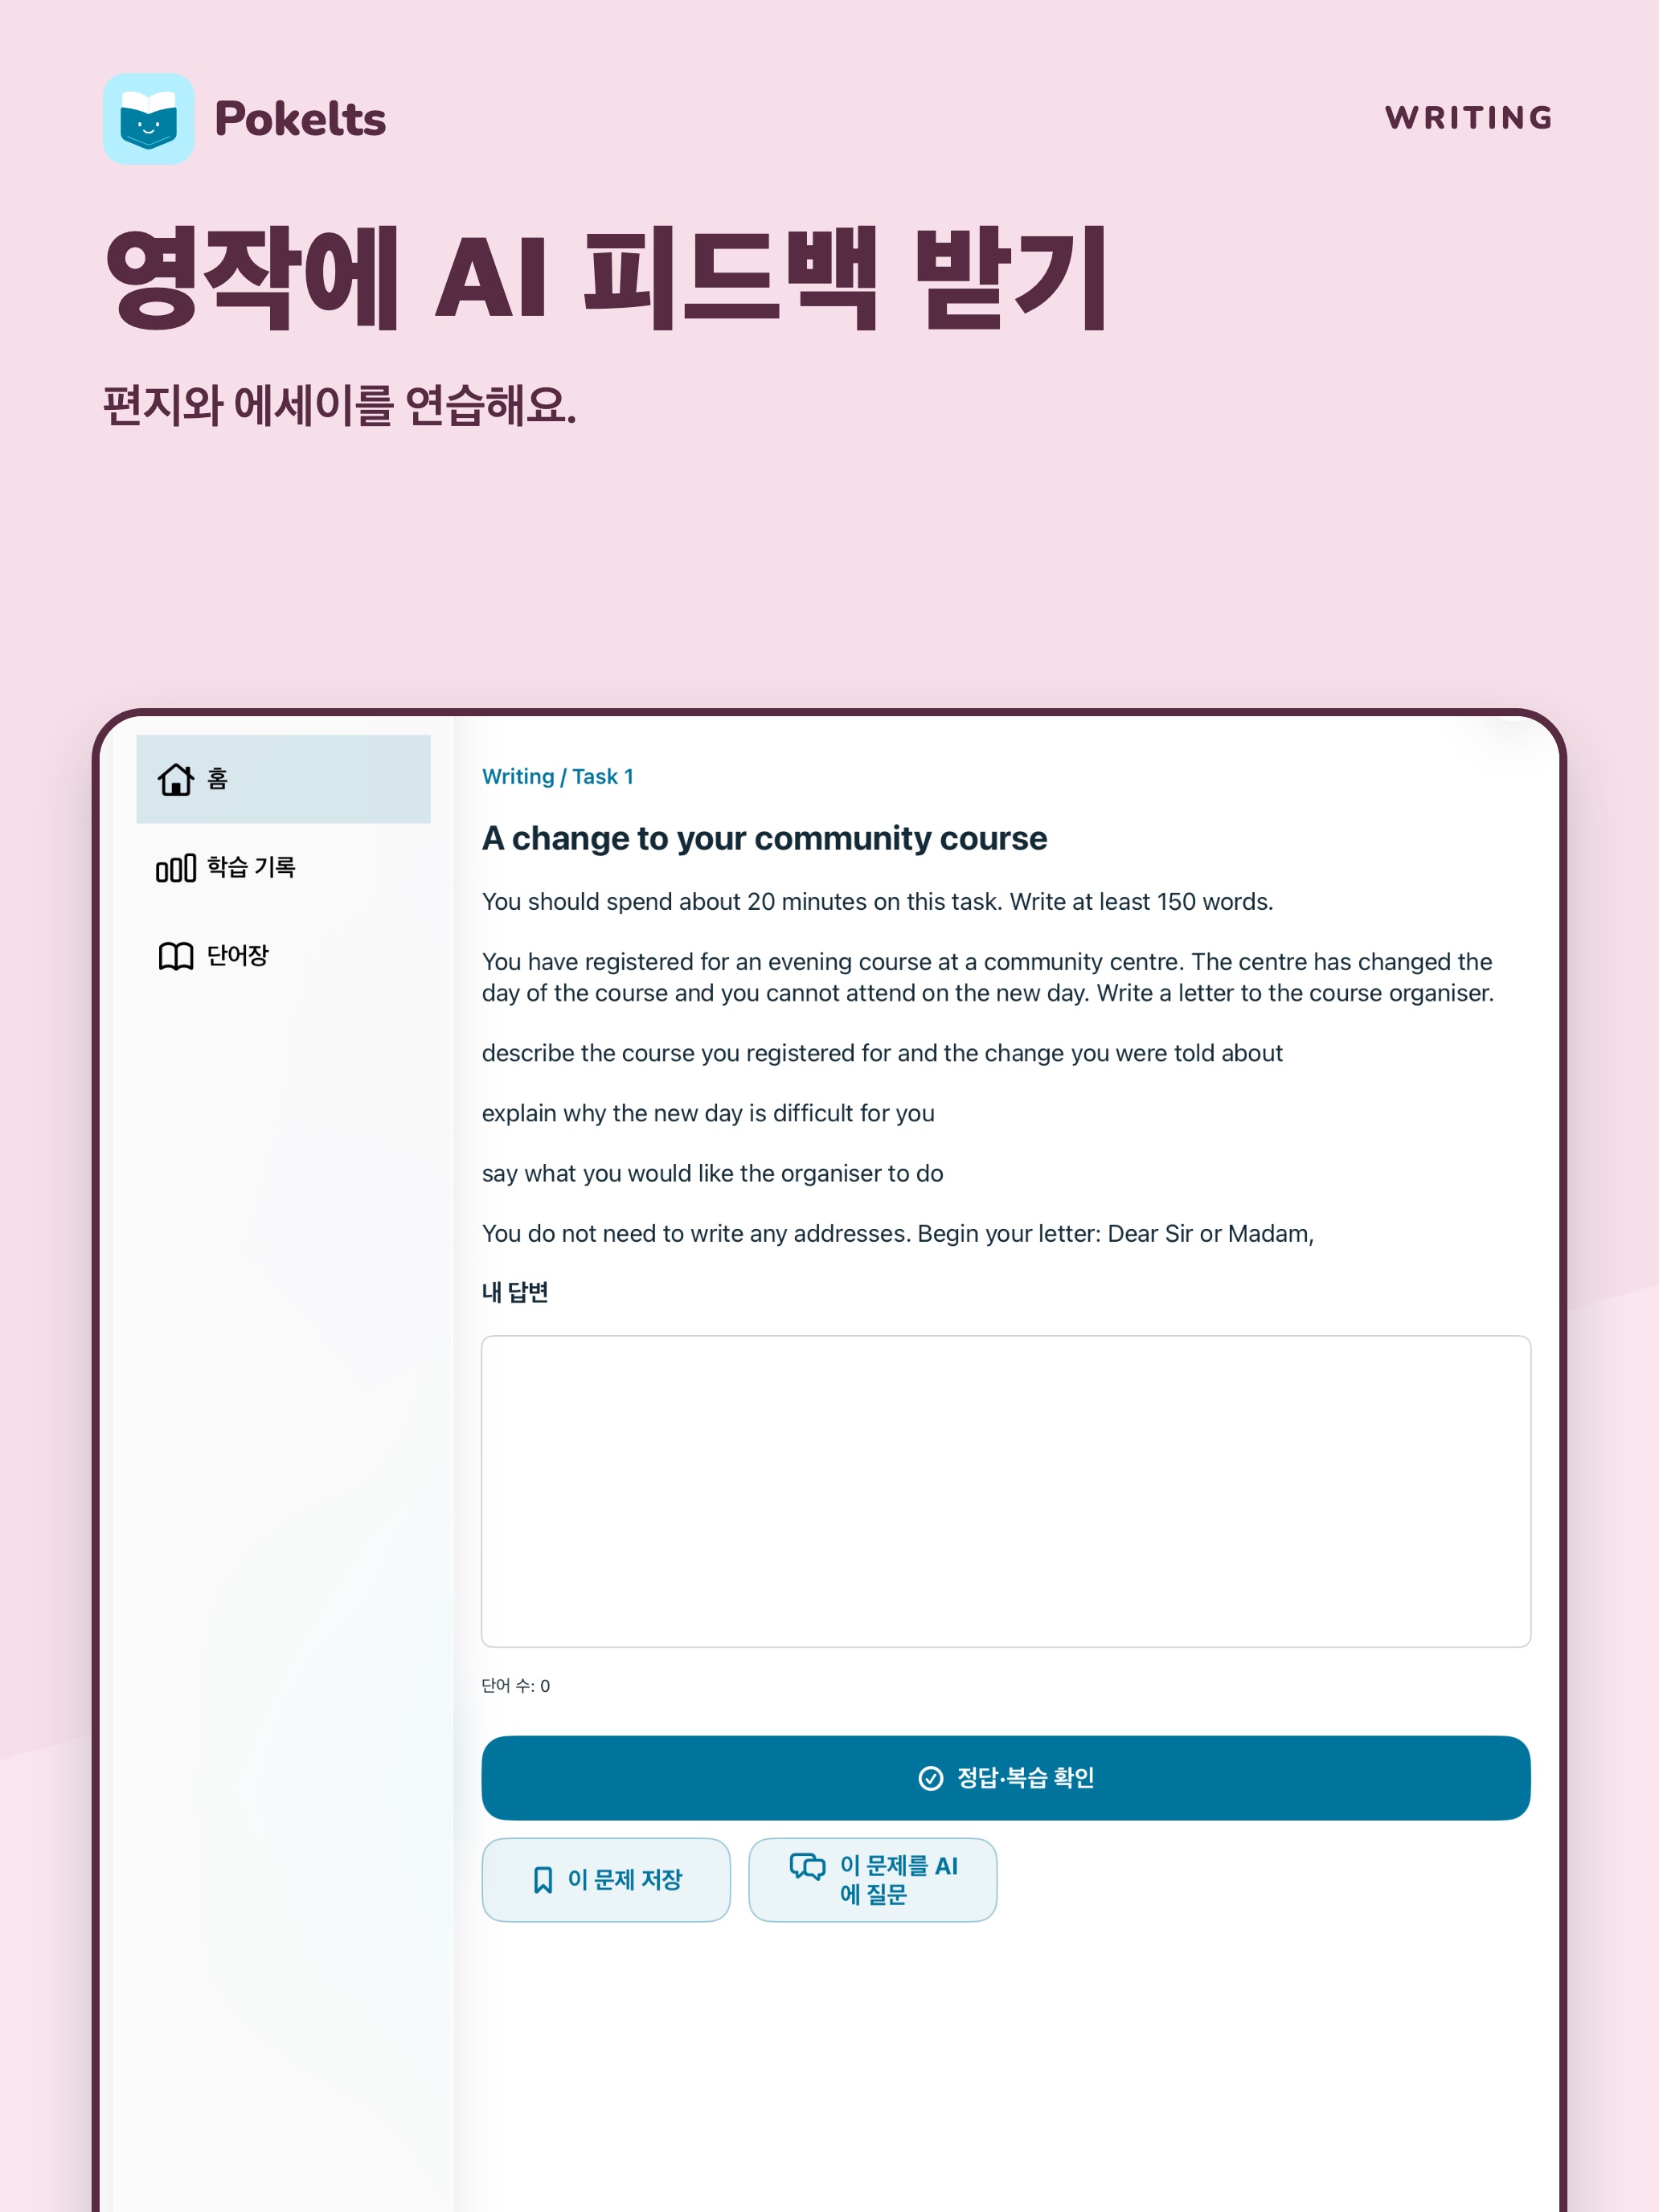 Pokelts
WRITING
영작에 AI 피드백 받기
편지와 에세이를 연습해요.
홈
학습 기록
단어장
Writing / Task 1
A change to your community course
You should spend about 20 minutes on this task. Write at least 150 words.
You have registered for an evening course at a community centre. The centre has changed the
day of the course and you cannot attend on the new day. Write a letter to the course organiser.
describe the course you registered for and the change you were told about
explain why the new day is difficult for you
say what you would like the organiser to do
You do not need to write any addresses. Begin your letter: Dear Sir or Madam,
내 답변
단어 수: 0
정답·복습 확인
이 문제 저장
이 문제를 AI
에 질문